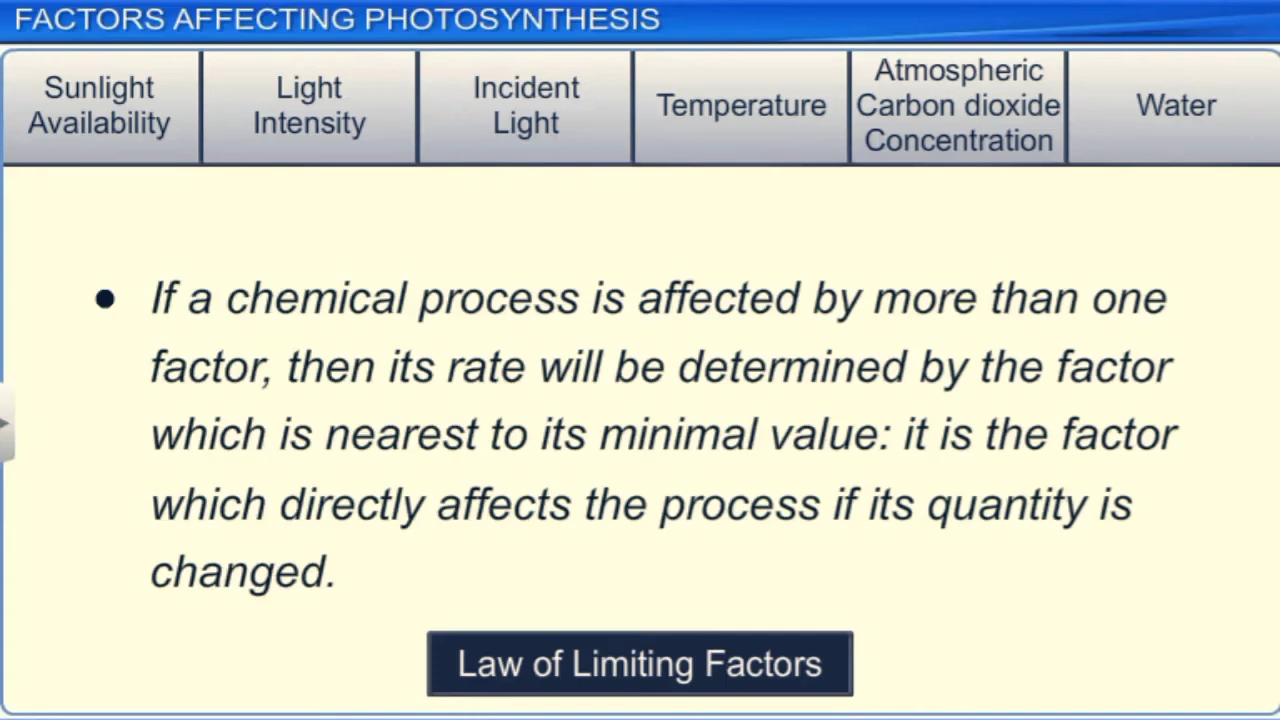 FACTORS AFFECTING PHOTOSYNTHESIS
Sunlight
Availability
Light
Intensity
Incident
Light
Temperature
Atmospheric
Carbon dioxide
Concentration
Water
• If a chemical process is affected by more than one
factor, then its rate will be determined by the factor
which is nearest to its minimal value: it is the factor
which directly affects the process if its quantity is
changed.
Law of Limiting Factors